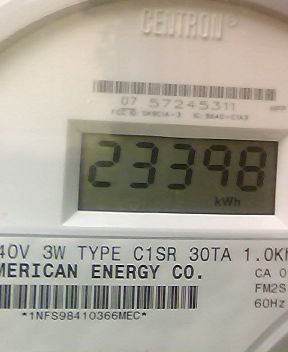 CENTRON®
07 57245311
23398
kWh
40V 3W TYPE C1SR 30TA 1.0Kh
MERICAN ENERGY CO.
CA 0
FM2S
60Hz
*1NFS98410366MEC*